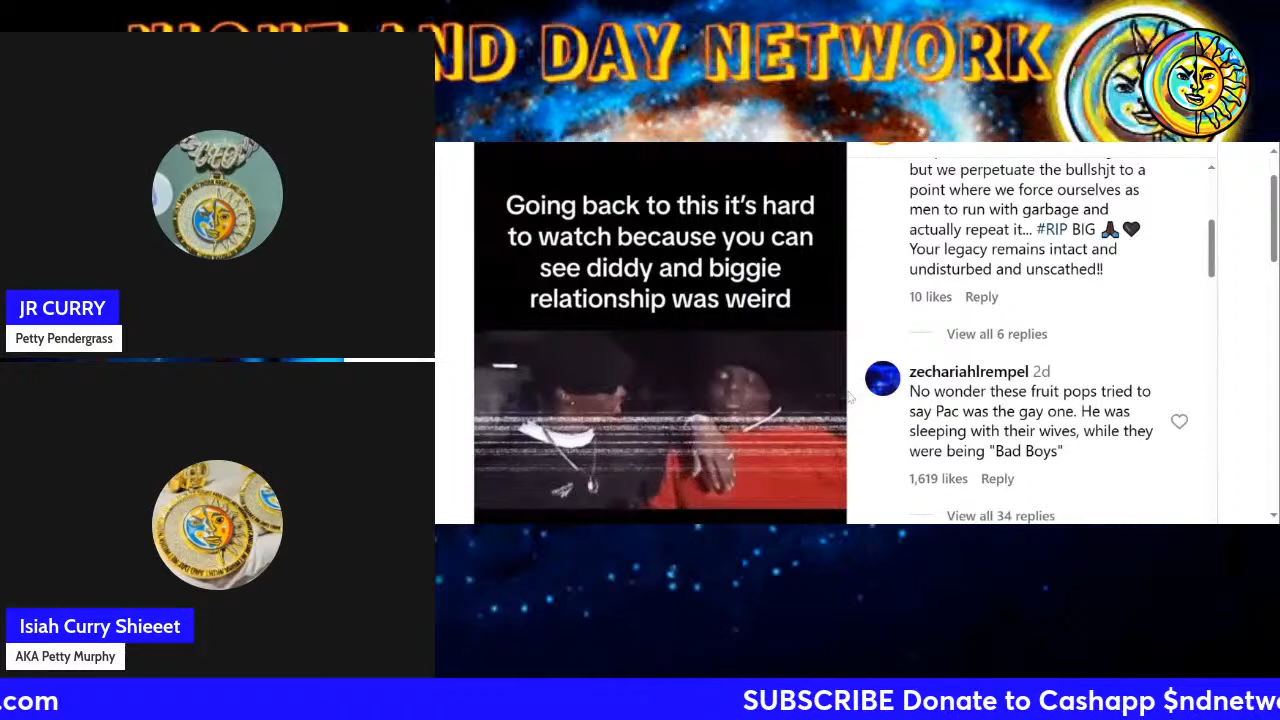 NIGHT AND DAY NETWORK
JR CURRY
Petty Pendergrass
Isiah Curry Shieeet
AKA Petty Murphy
Going back to this it’s hard
to watch because you can
see diddy and biggie
relationship was weird
but we perpetuate the bullshjt to a
point where we force ourselves as
men to run with garbage and
actually repeat it... #RIP BIG 🙏🏿🖤
Your legacy remains intact and
undisturbed and unscathed!!
10 likes Reply
View all 6 replies
zechariahlrempel 2d
No wonder these fruit pops tried to
say Pac was the gay one. He was
sleeping with their wives, while they
were being "Bad Boys"
1,619 likes Reply
View all 34 replies
.com SUBSCRIBE Donate to Cashapp $ndnetw